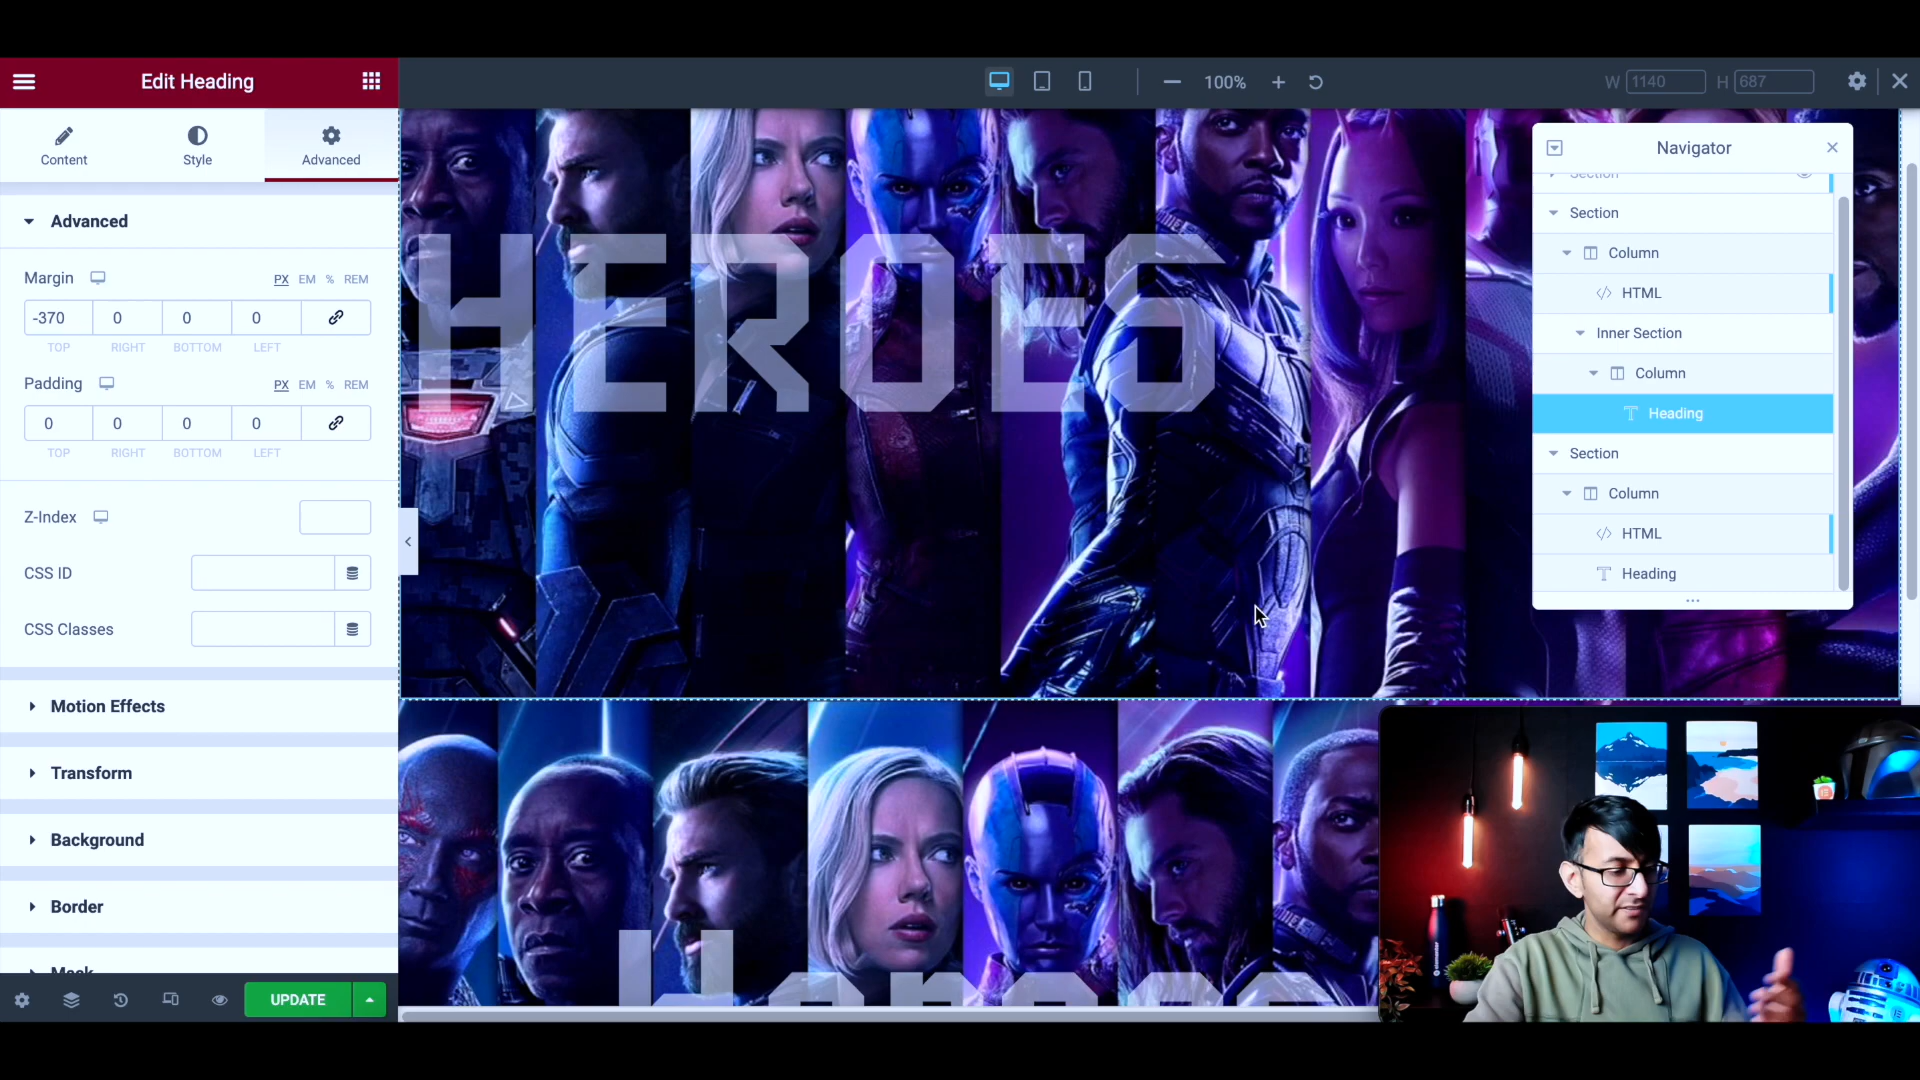 Edit Heading
100%
W 1140 H 687
Content
Style
Advanced
Advanced
Margin
PX EM % REM
-370 0 0 0
TOP RIGHT BOTTOM LEFT
Padding
PX EM % REM
0 0 0 0
TOP RIGHT BOTTOM LEFT
Z-Index
CSS ID
CSS Classes
Motion Effects
Transform
Background
Border
Mask
UPDATE
HEROES
Heroes
Navigator
Section
Section
Column
HTML
Inner Section
Column
Heading
Section
Column
HTML
Heading